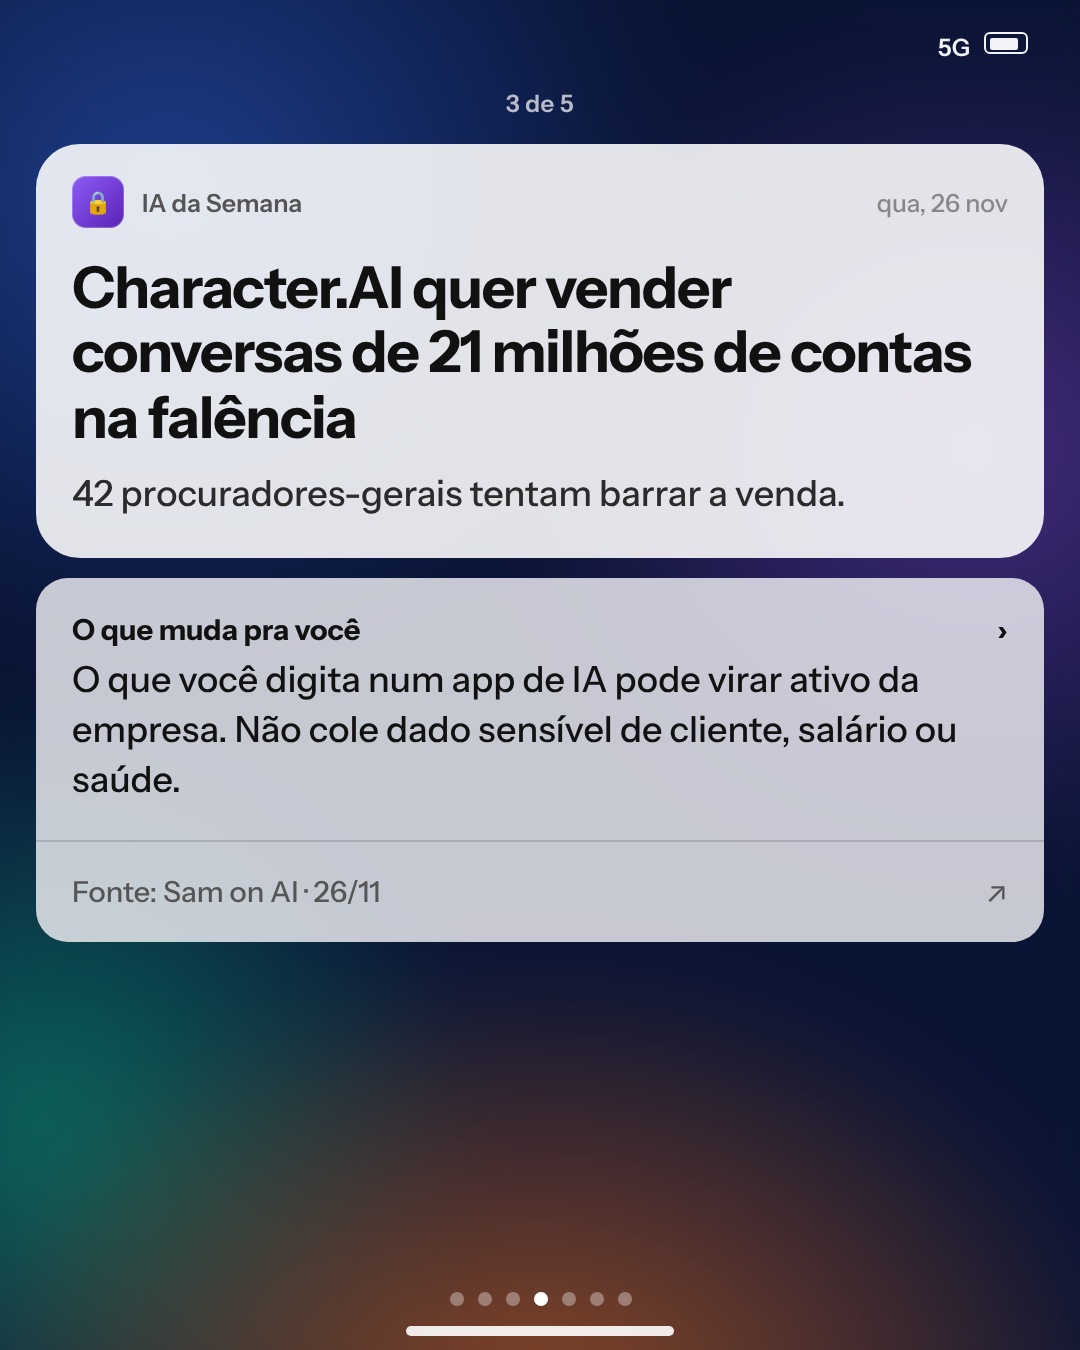 5G
3 de 5
IA da Semana
qua, 26 nov
Character.AI quer vender
conversas de 21 milhões de contas
na falência
42 procuradores-gerais tentam barrar a venda.
O que muda pra você ›
O que você digita num app de IA pode virar ativo da
empresa. Não cole dado sensível de cliente, salário ou
saúde.
Fonte: Sam on AI · 26/11